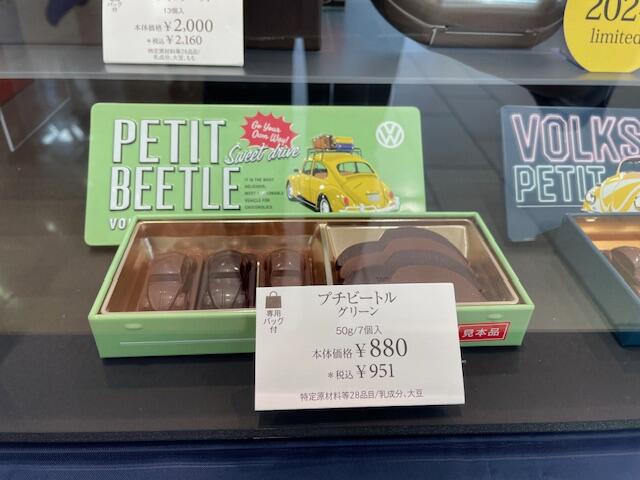 付
13個入
本体価格 ¥2,000
*税込 ¥2,160
特定原材料等28品目/
乳成分、大豆、もも
202
limited
PETIT
BEETLE
Go Your
Own Way!
Sweet drive
IT IS THE MOST
DELICIOUS,
VEHICLE FOR
CHOCOHOLICS
VW
VOLKS
PETIT
専用
バッグ
付
プチビートル
グリーン
50g/7個入
本体価格 ¥880
*税込 ¥951
特定原材料等28品目/乳成分、大豆
見本品